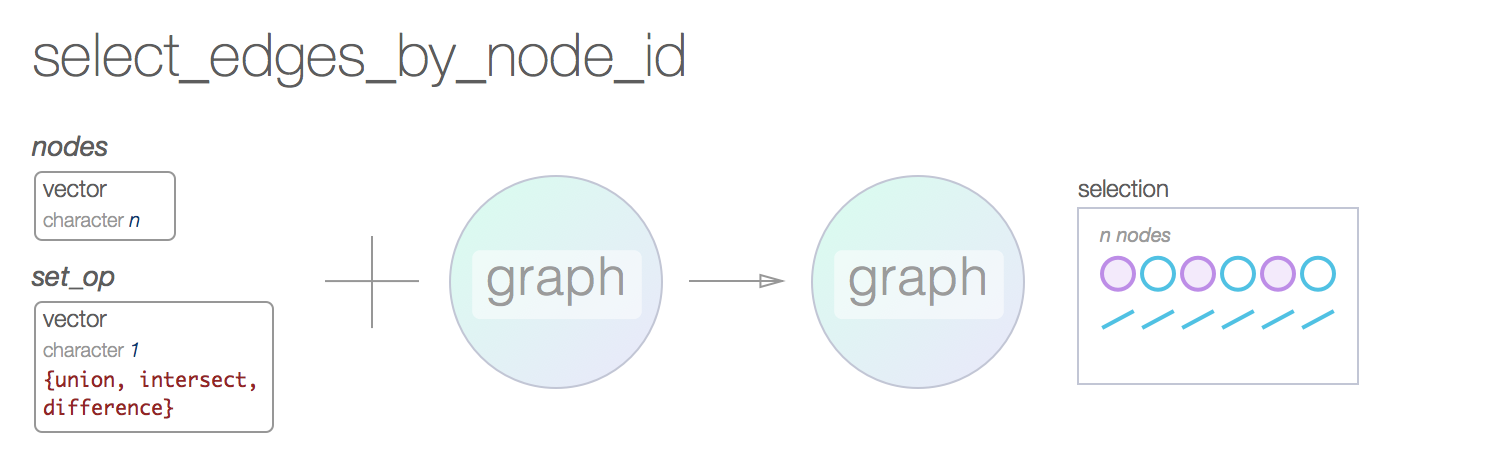 select_edges_by_node_id
nodes
vector
character n
set_op
vector
character 1
{union, intersect,
difference}
graph
graph
selection
n nodes